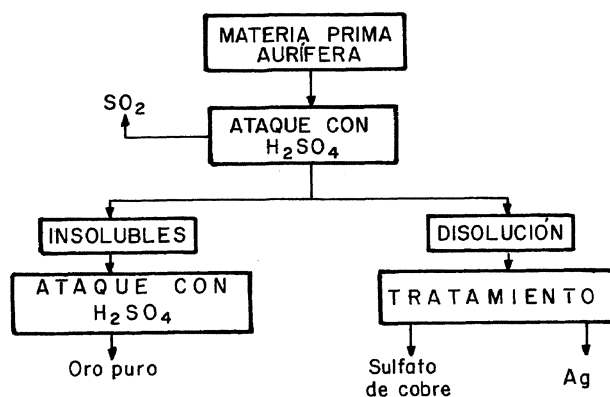 MATERIA PRIMA
AURÍFERA
SO₂
ATAQUE CON
H₂SO₄
INSOLUBLES
DISOLUCIÓN
ATAQUE CON
H₂SO₄
TRATAMIENTO
Oro puro
Sulfato
de cobre
Ag